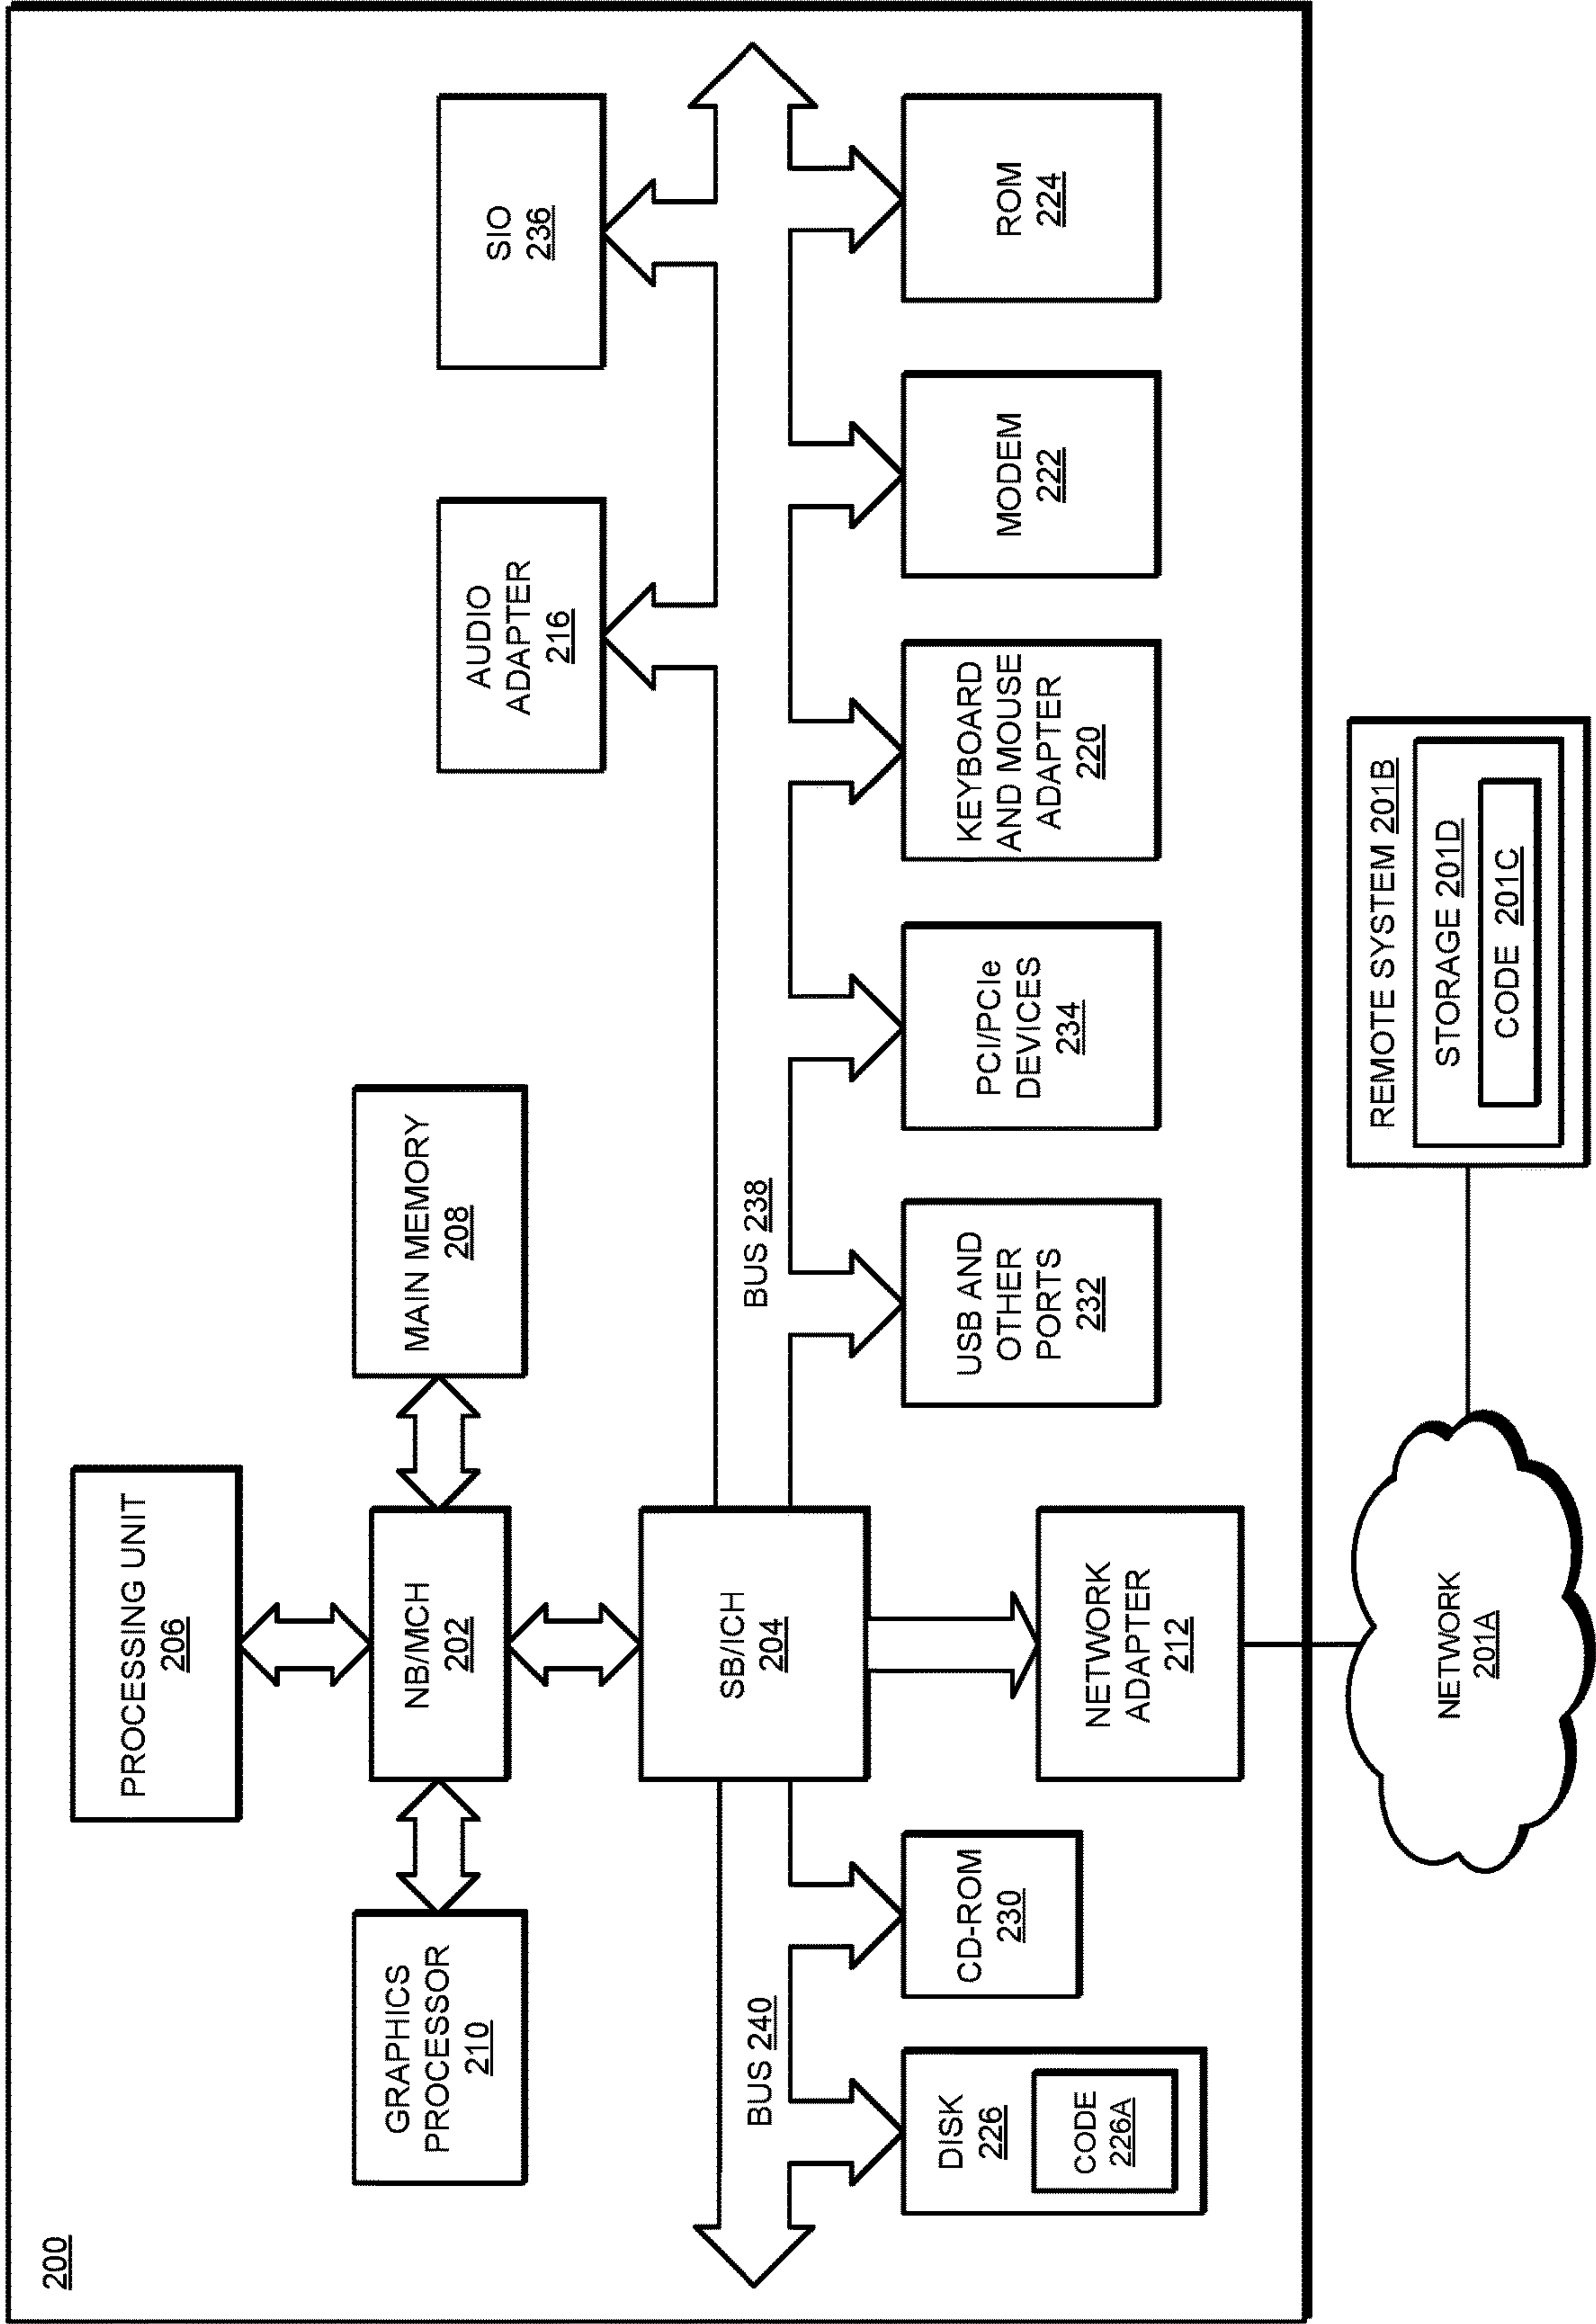 200
PROCESSING UNIT
206
GRAPHICS
PROCESSOR
210
NB/MCH
202
MAIN MEMORY
208
AUDIO
ADAPTER
216
SIO
236
SB/ICH
204
BUS 240
BUS 238
DISK
226
CODE
226A
CD-ROM
230
NETWORK
ADAPTER
212
USB AND
OTHER
PORTS
232
PCI/PCIe
DEVICES
234
KEYBOARD
AND MOUSE
ADAPTER
220
MODEM
222
ROM
224
NETWORK
201A
REMOTE SYSTEM 201B
STORAGE 201D
CODE 201C